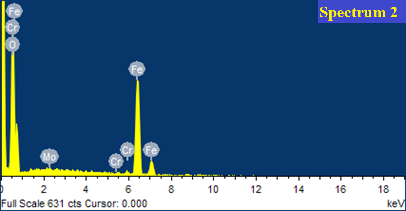 Spectrum 2
Fe
Cr
O
Fe
Mo
Cr
Cr
Fe
0 2 4 6 8 10 12 14 16 18
Full Scale 631 cts Cursor: 0.000 keV